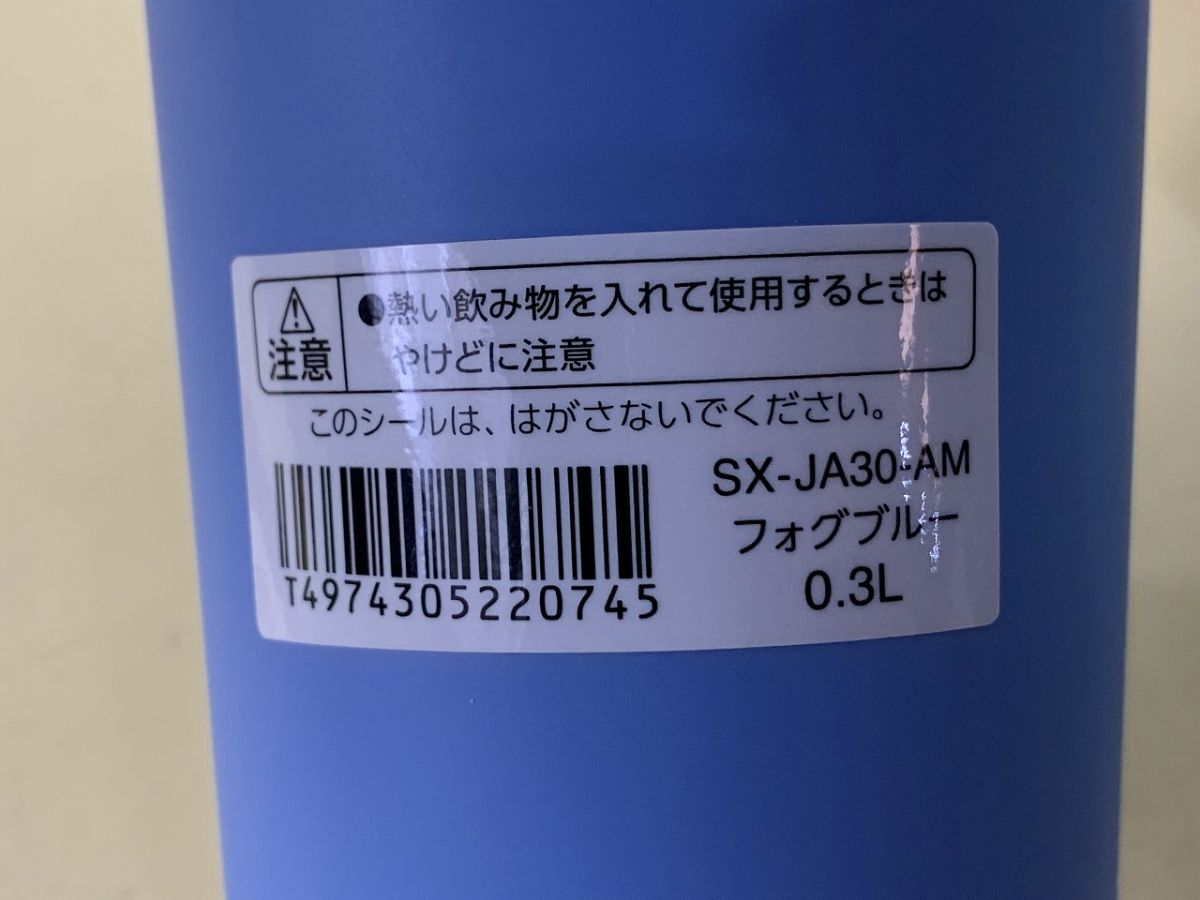 注意
●熱い飲み物を入れて使用するときは
やけどに注意
このシールは、はがさないでください。
SX-JA30-AM
フォグブルー
0.3L
T4974305220745